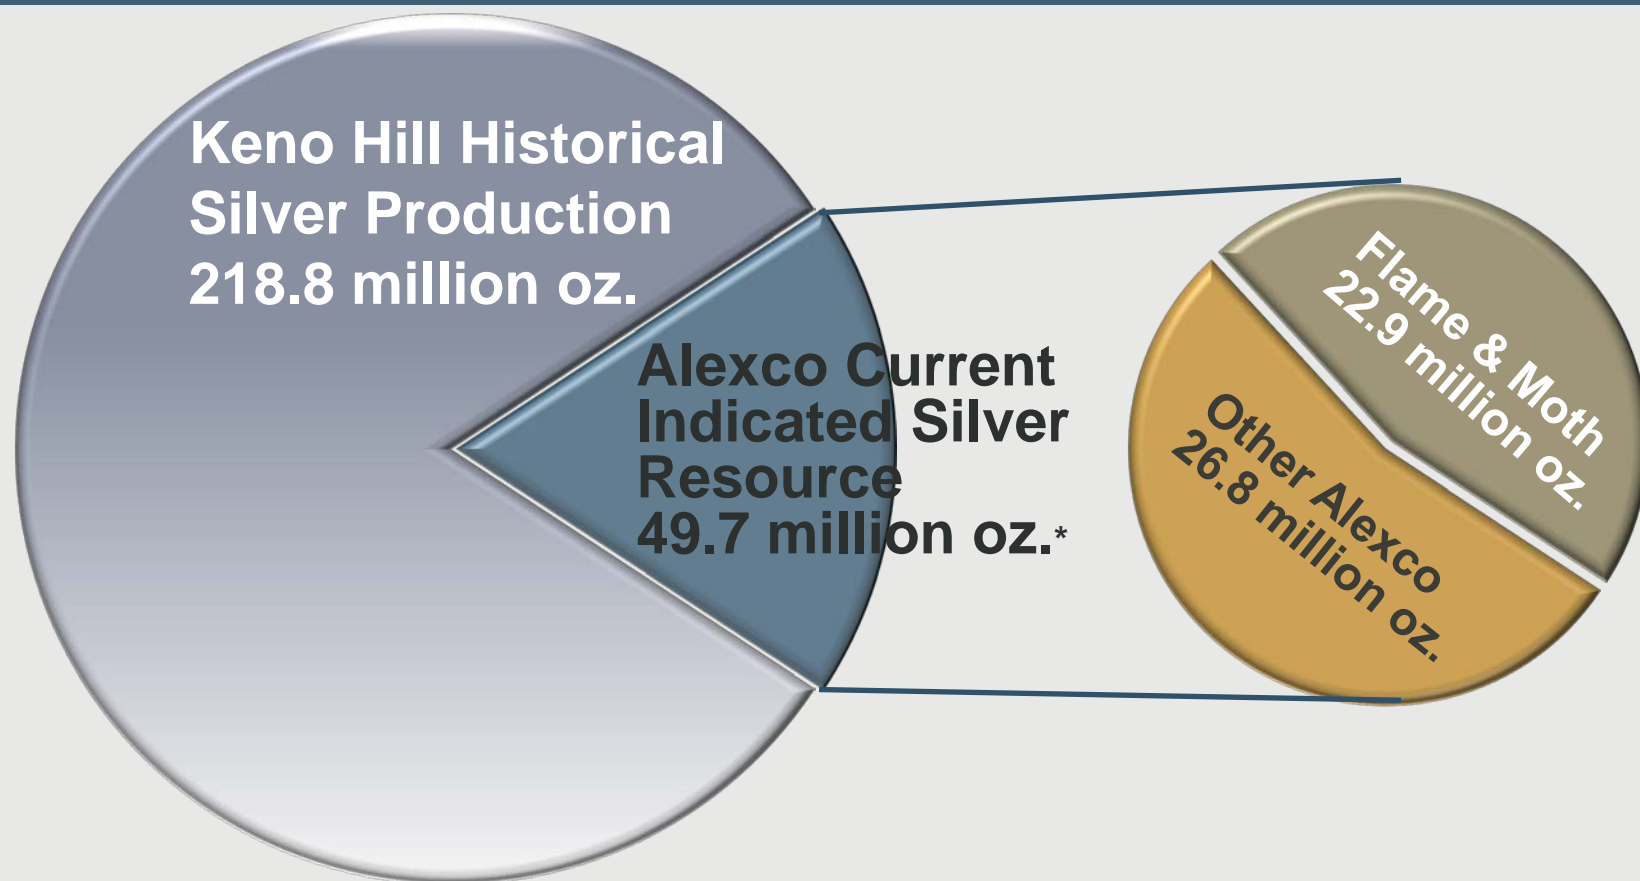 Keno Hill Historical
Silver Production
218.8 million oz.
Alexco Current
Indicated Silver
Resource
49.7 million oz.*
Flame & Moth
22.9 million oz.
Other Alexco
26.8 million oz.